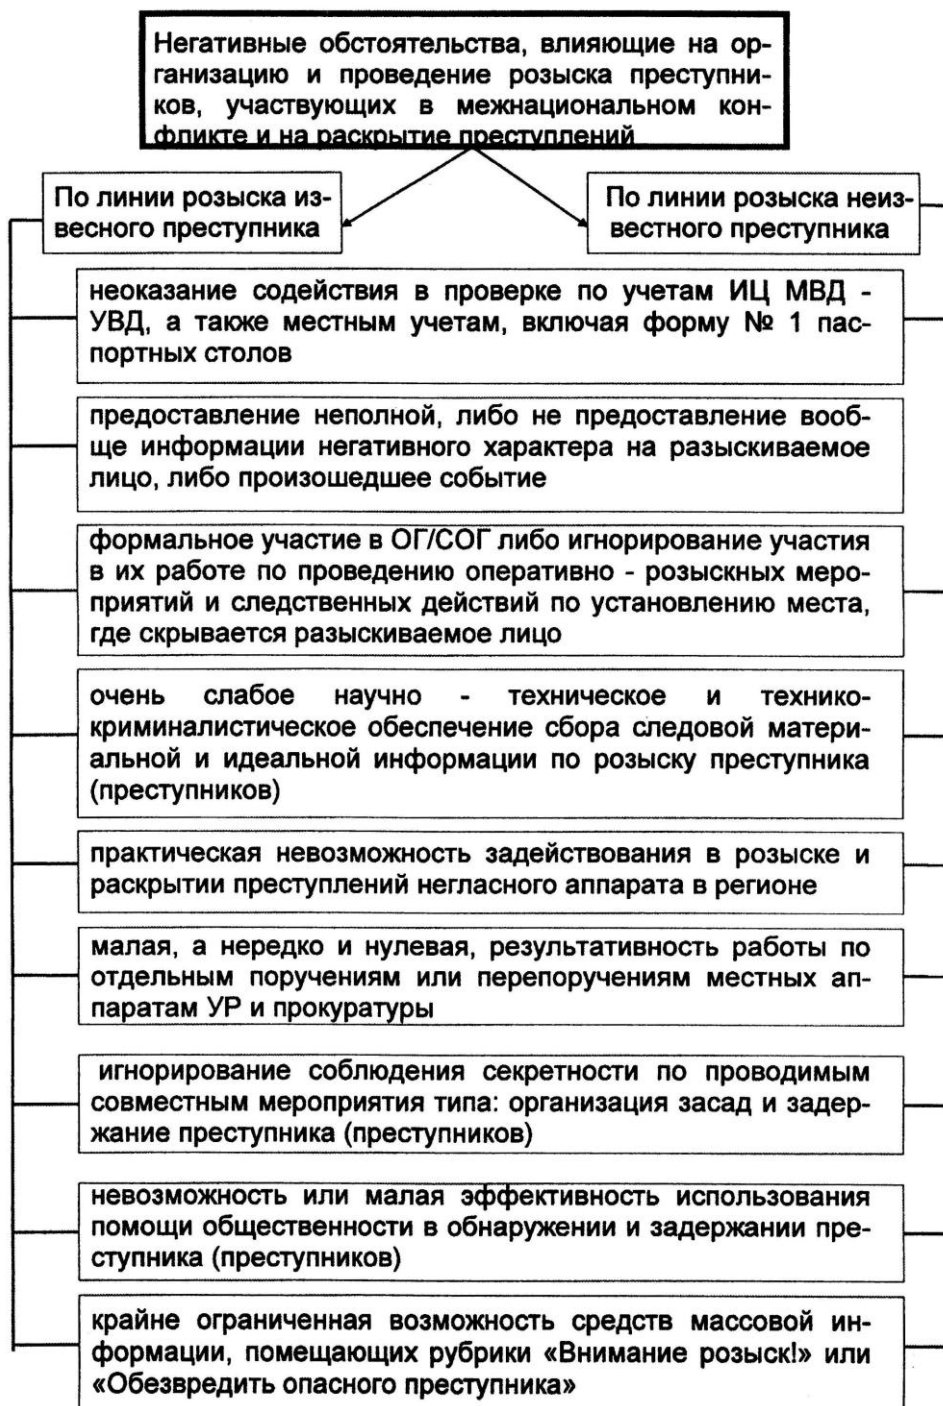 Негативные обстоятельства, влияющие на ор-
ганизацию и проведение розыска преступни-
ков, участвующих в межнациональном кон-
фликте и на раскрытие преступлений
По линии розыска из-
весного преступника
По линии розыска неиз-
вестного преступника
неоказание содействия в проверке по учетам ИЦ МВД -
УВД, а также местным учетам, включая форму № 1 пас-
портных столов
предоставление неполной, либо не предоставление вооб-
ще информации негативного характера на разыскиваемое
лицо, либо произошедшее событие
формальное участие в ОГ/СОГ либо игнорирование участия
в их работе по проведению оперативно - розыскных меро-
приятий и следственных действий по установлению места,
где скрывается разыскиваемое лицо
очень слабое научно - техническое и технико-
криминалистическое обеспечение сбора следовой матери-
альной и идеальной информации по розыску преступника
(преступников)
практическая невозможность задействования в розыске и
раскрытии преступлений негласного аппарата в регионе
малая, а нередко и нулевая, результативность работы по
отдельным поручениям или перепоручениям местных ап-
паратам УР и прокуратуры
игнорирование соблюдения секретности по проводимым
совместным мероприятия типа: организация засад и задер-
жание преступника (преступников)
невозможность или малая эффективность использования
помощи общественности в обнаружении и задержании пре-
ступника (преступников)
крайне ограниченная возможность средств массовой ин-
формации, помещающих рубрики «Внимание розыск!» или
«Обезвредить опасного преступника»